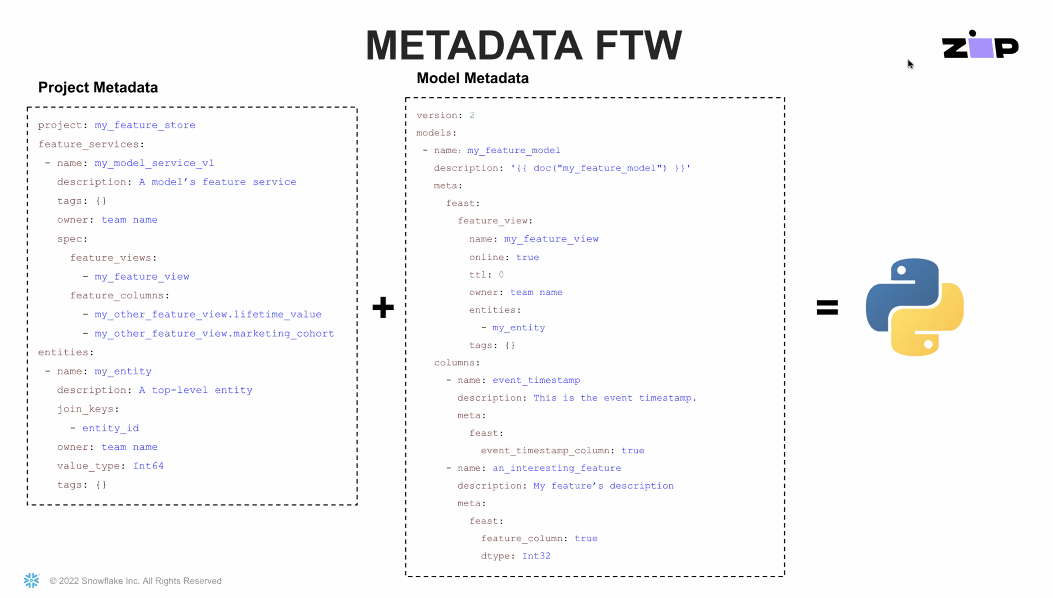 METADATA FTW
ZIP
Project Metadata
project: my_feature_store
feature_services:
- name: my_model_service_v1
description: A model’s feature service
tags: {}
owner: team name
spec:
feature_views:
- my_feature_view
feature_columns:
- my_other_feature_view.lifetime_value
- my_other_feature_view.marketing_cohort
entities:
- name: my_entity
description: A top-level entity
join_keys:
- entity_id
owner: team name
value_type: Int64
tags: {}
+
Model Metadata
version: 2
models:
- name: my_feature_model
description: '{{ doc("my_feature_model") }}'
meta:
feast:
feature_view:
name: my_feature_view
online: true
ttl: 0
owner: team name
entities:
- my_entity
tags: {}
columns:
- name: event_timestamp
description: This is the event timestamp.
meta:
feast:
event_timestamp_column: true
- name: an_interesting_feature
description: My feature’s description
meta:
feast:
feature_column: true
dtype: Int32
=
© 2022 Snowflake Inc. All Rights Reserved